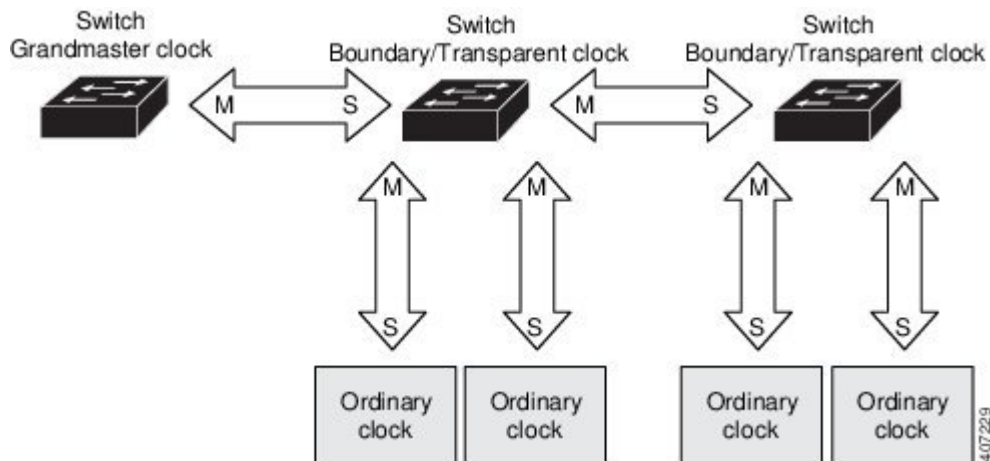 Switch
Grandmaster clock
Switch
Boundary/Transparent clock
Switch
Boundary/Transparent clock
M
S
M
S
M
M
M
M
S
S
S
S
Ordinary
clock
Ordinary
clock
Ordinary
clock
Ordinary
clock
407229